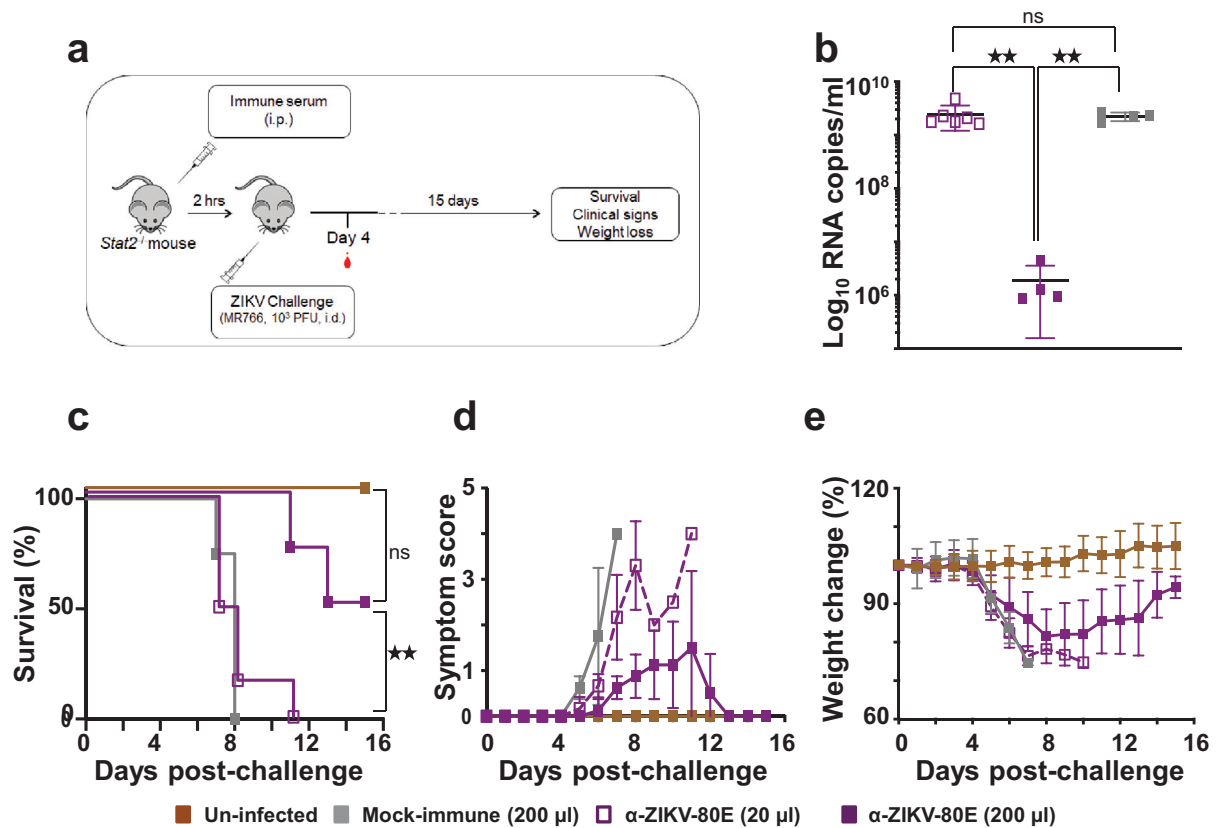 a
Immune serum
(i.p.)
2 hrs
Stat2-/- mouse
Day 4
15 days
Survival
Clinical signs
Weight loss
ZIKV Challenge
(MR766, 10³ PFU, i.d.)
b
ns
★★ ★★
Log₁₀ RNA copies/ml
10¹⁰
10⁸
10⁶
c
Survival (%)
100
50
0
0
0 4 8 12 16
Days post-challenge
ns
★★
d
Symptom score
5
4
3
2
1
0
0 4 8 12 16
Days post-challenge
e
Weight change (%)
120
90
60
0 4 8 12 16
Days post-challenge
Un-infected Mock-immune (200 µl) α-ZIKV-80E (20 µl) α-ZIKV-80E (200 µl)